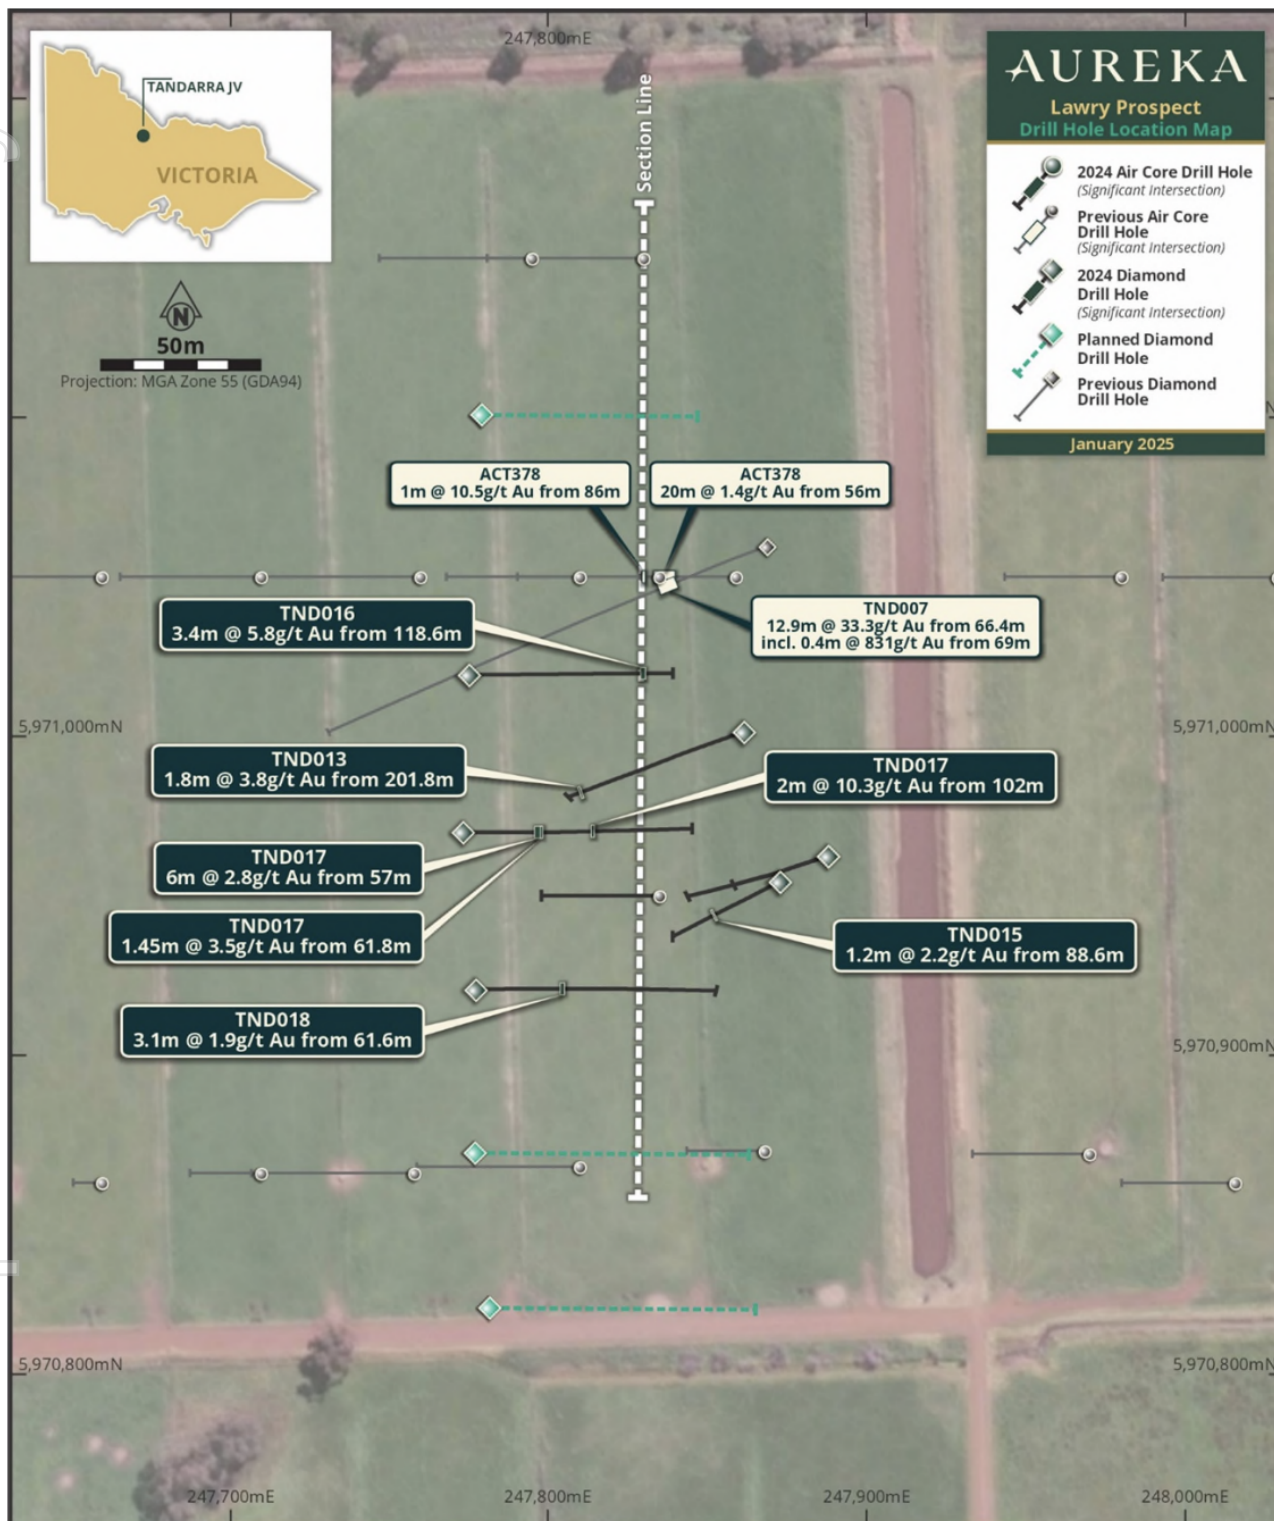 247,800mE
TANDARRA JV
VICTORIA
N
50m
Projection: MGA Zone 55 (GDA94)
Section Line
AUREKA
Lawry Prospect
Drill Hole Location Map
2024 Air Core Drill Hole
(Significant Intersection)
Previous Air Core
Drill Hole
(Significant Intersection)
2024 Diamond
Drill Hole
(Significant Intersection)
Planned Diamond
Drill Hole
Previous Diamond
Drill Hole
January 2025
ACT378
1m @ 10.5g/t Au from 86m
ACT378
20m @ 1.4g/t Au from 56m
TND016
3.4m @ 5.8g/t Au from 118.6m
TND007
12.9m @ 33.3g/t Au from 66.4m
incl. 0.4m @ 831g/t Au from 69m
5,971,000mN
5,971,000mN
TND013
1.8m @ 3.8g/t Au from 201.8m
TND017
2m @ 10.3g/t Au from 102m
TND017
6m @ 2.8g/t Au from 57m
TND017
1.45m @ 3.5g/t Au from 61.8m
TND015
1.2m @ 2.2g/t Au from 88.6m
TND018
3.1m @ 1.9g/t Au from 61.6m
5,970,900mN
5,970,800mN
5,970,800mN
247,700mE
247,800mE
247,900mE
248,000mE